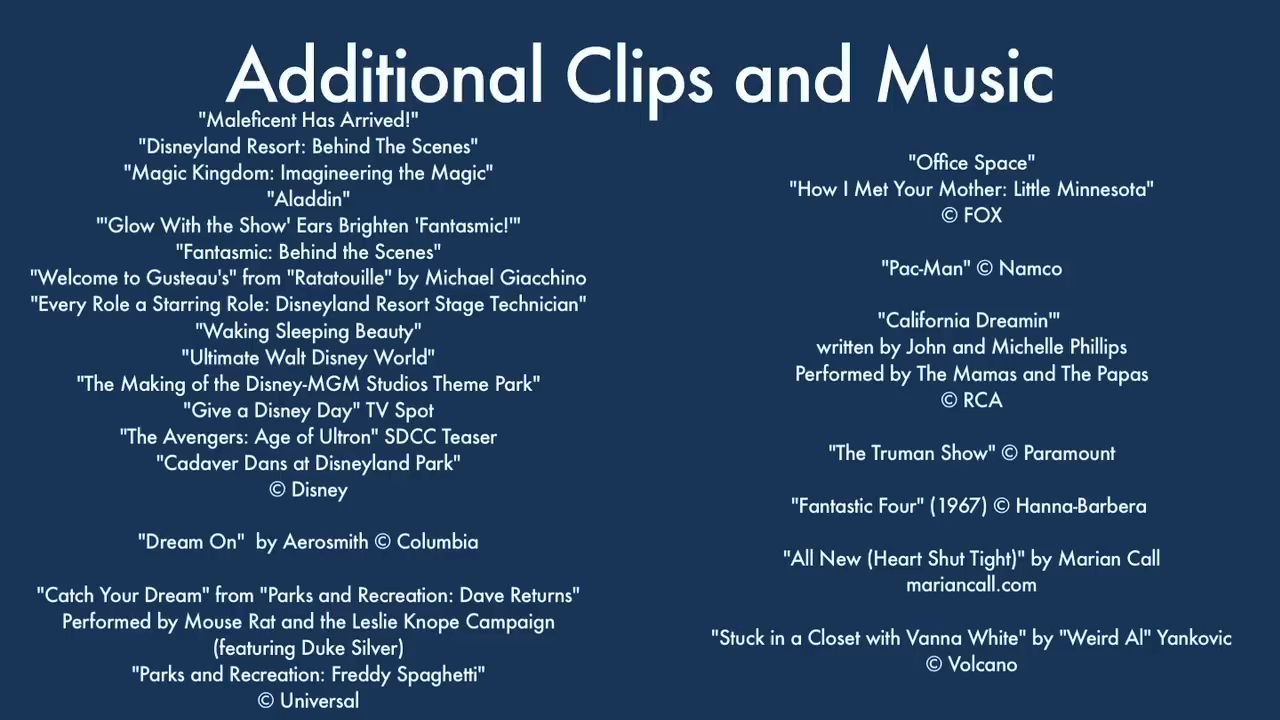 Additional Clips and Music
"Maleficent Has Arrived!"
"Disneyland Resort: Behind The Scenes"
"Magic Kingdom: Imagineering the Magic"
"Aladdin"
"'Glow With the Show' Ears Brighten 'Fantasmic!'"
"Fantasmic: Behind the Scenes"
"Welcome to Gusteau's" from "Ratatouille" by Michael Giacchino
"Every Role a Starring Role: Disneyland Resort Stage Technician"
"Waking Sleeping Beauty"
"Ultimate Walt Disney World"
"The Making of the Disney-MGM Studios Theme Park"
"Give a Disney Day" TV Spot
"The Avengers: Age of Ultron" SDCC Teaser
"Cadaver Dans at Disneyland Park"
© Disney
"Dream On"  by Aerosmith © Columbia
"Catch Your Dream" from "Parks and Recreation: Dave Returns"
Performed by Mouse Rat and the Leslie Knope Campaign
(featuring Duke Silver)
"Parks and Recreation: Freddy Spaghetti"
© Universal
"Office Space"
"How I Met Your Mother: Little Minnesota"
© FOX
"Pac-Man" © Namco
"California Dreamin'"
written by John and Michelle Phillips
Performed by The Mamas and The Papas
© RCA
"The Truman Show" © Paramount
"Fantastic Four" (1967) © Hanna-Barbera
"All New (Heart Shut Tight)" by Marian Call
mariancall.com
"Stuck in a Closet with Vanna White" by "Weird Al" Yankovic
© Volcano